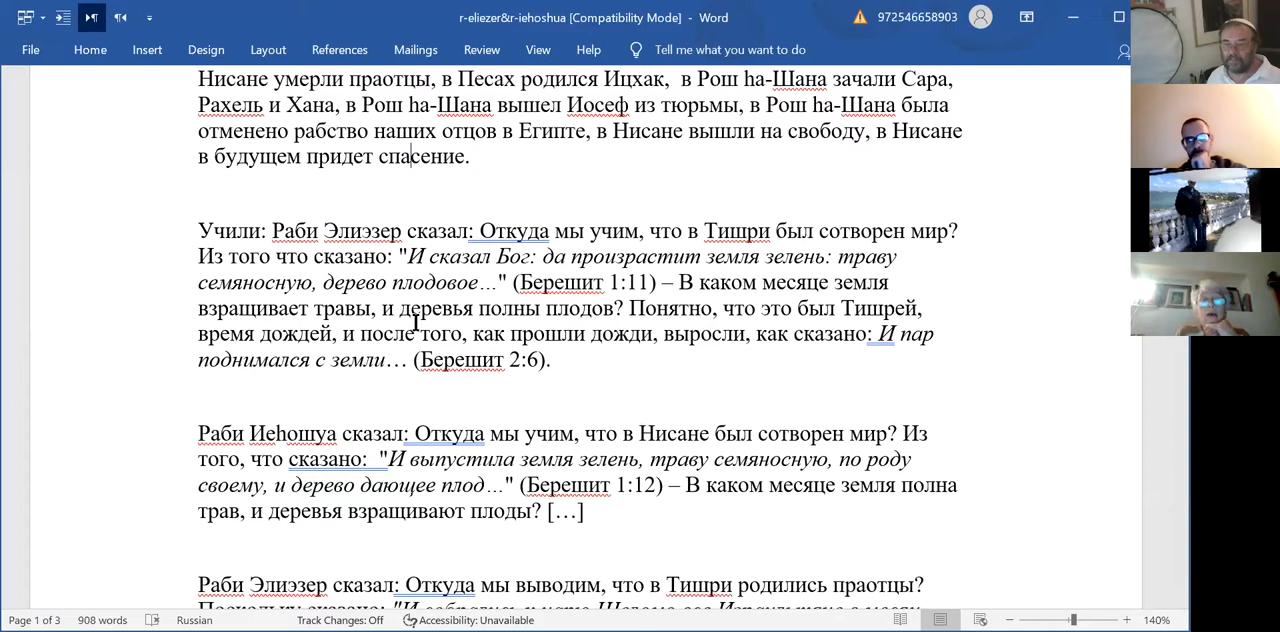 r-eliezer&r-iehoshua [Compatibility Mode] - Word
972546658903
File Home Insert Design Layout References Mailings Review View Help Tell me what you want to do
Нисане умерли праотцы, в Песах родился Ицхак, в Рош hа-Шана зачали Сара,
Рахель и Хана, в Рош hа-Шана вышел Иосеф из тюрьмы, в Рош hа-Шана была
отменено рабство наших отцов в Египте, в Нисане вышли на свободу, в Нисане
в будущем придет спасение.
Учили: Раби Элиэзер сказал: Откуда мы учим, что в Тишри был сотворен мир?
Из того что сказано: "И сказал Бог: да произрастит земля зелень: траву
семяносную, дерево плодовое…" (Берешит 1:11) – В каком месяце земля
взращивает травы, и деревья полны плодов? Понятно, что это был Тишрей,
время дождей, и после того, как прошли дожди, выросли, как сказано: И пар
поднимался с земли… (Берешит 2:6).
Раби Иеhошуа сказал: Откуда мы учим, что в Нисане был сотворен мир? Из
того, что сказано: "И выпустила земля зелень, траву семяносную, по роду
своему, и дерево дающее плод…" (Берешит 1:12) – В каком месяце земля полна
трав, и деревья взращивают плоды? […]
Раби Элиэзер сказал: Откуда мы выводим, что в Тишри родились праотцы?
Page 1 of 3 908 words Russian Track Changes: Off Accessibility: Unavailable 140%